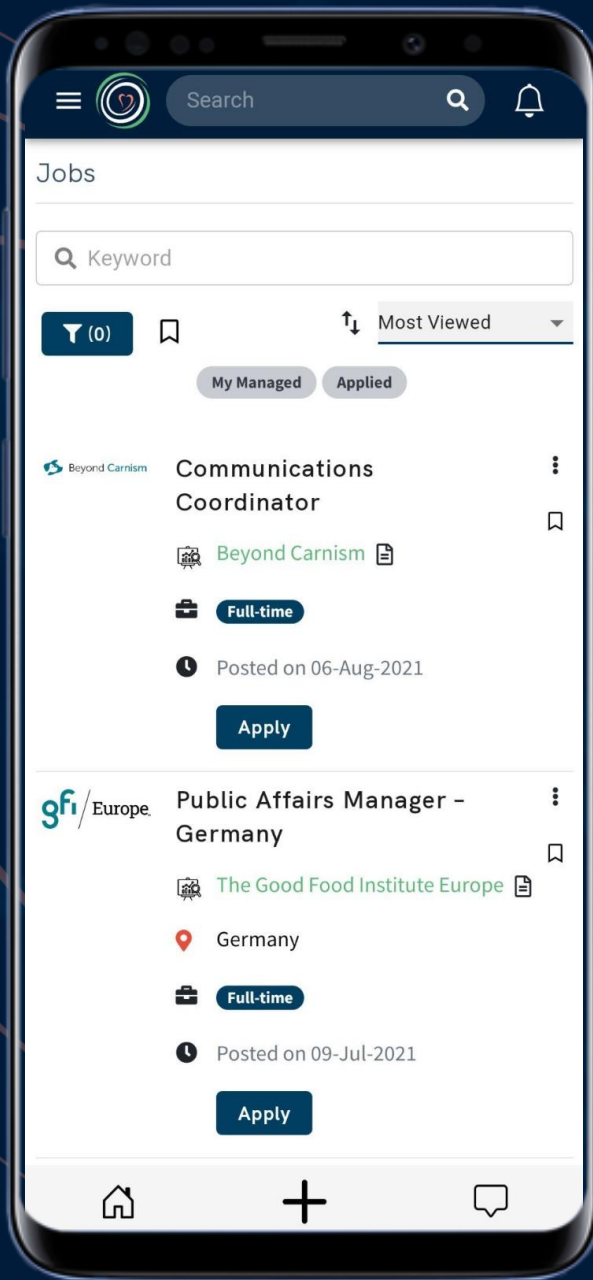 Search
Jobs
Keyword
(0)
Most Viewed
My Managed
Applied
Beyond Carnism
Communications
Coordinator
Beyond Carnism
Full-time
Posted on 06-Aug-2021
Apply
gfi/Europe.
Public Affairs Manager –
Germany
The Good Food Institute Europe
Germany
Full-time
Posted on 09-Jul-2021
Apply